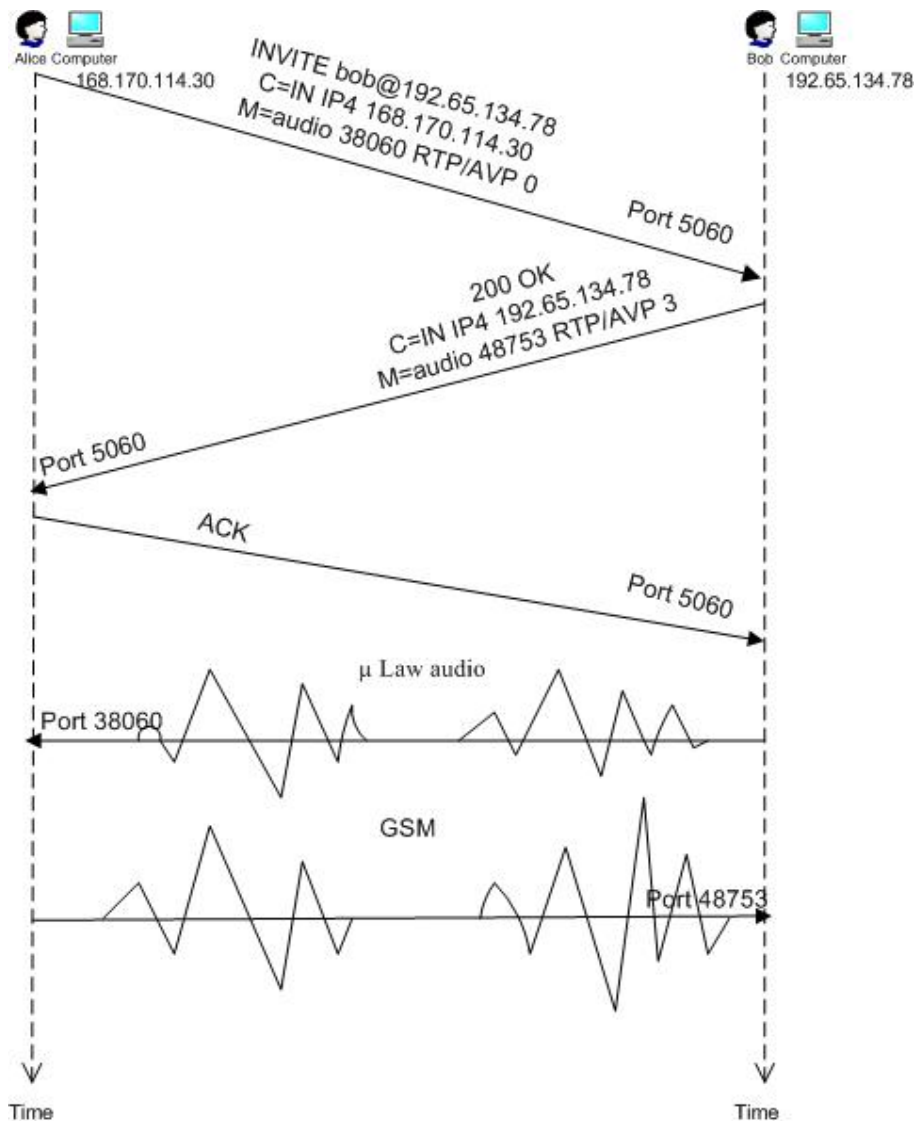 Alice Computer
168.170.114.30
Bob Computer
192.65.134.78
INVITE bob@192.65.134.78
C=IN IP4 168.170.114.30
M=audio 38060 RTP/AVP 0
Port 5060
200 OK
C=IN IP4 192.65.134.78
M=audio 48753 RTP/AVP 3
Port 5060
ACK
Port 5060
µ Law audio
Port 38060
GSM
Port 48753
Time
Time